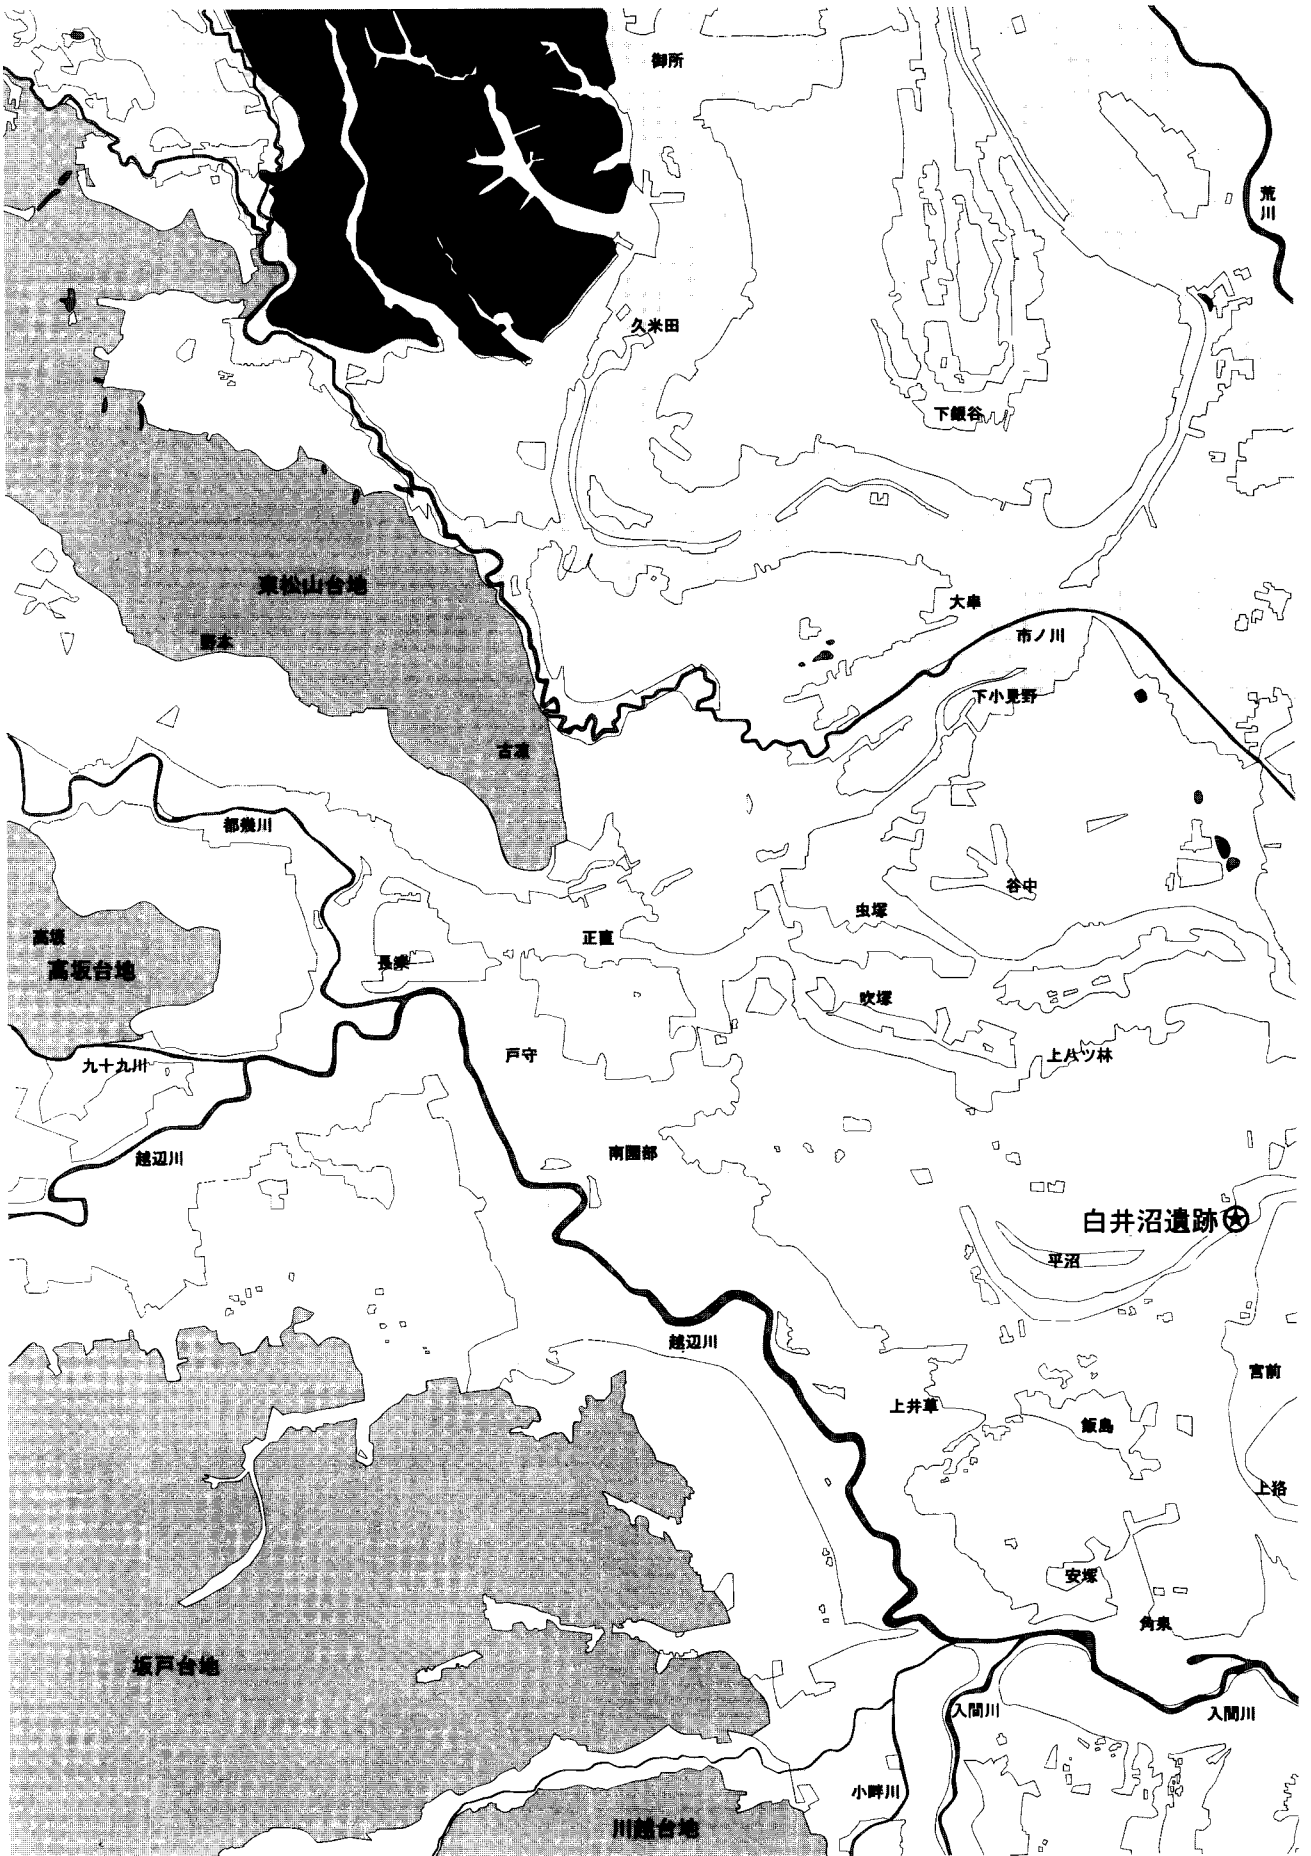 御所
荒川
久米田
下銀谷
東松山台地
大串
野本
市ノ川
下小見野
古凍
都幾川
谷中
虫塚
高坂
正直
長楽
高坂台地
吹塚
戸守
上八ツ林
九十九川
南園部
越辺川
白井沼遺跡
平沼
越辺川
宮前
上井草
飯島
上狢
安塚
角泉
坂戸台地
入間川
入間川
小畔川
川越台地